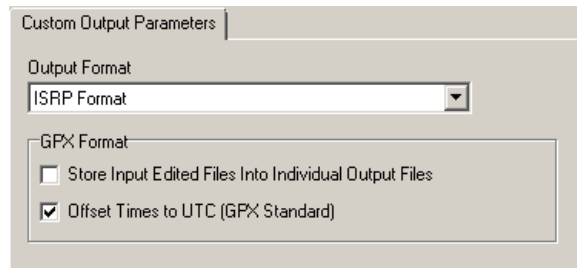 Custom Output Parameters
Output Format
ISRP Format
GPX Format
Store Input Edited Files Into Individual Output Files
Offset Times to UTC (GPX Standard)